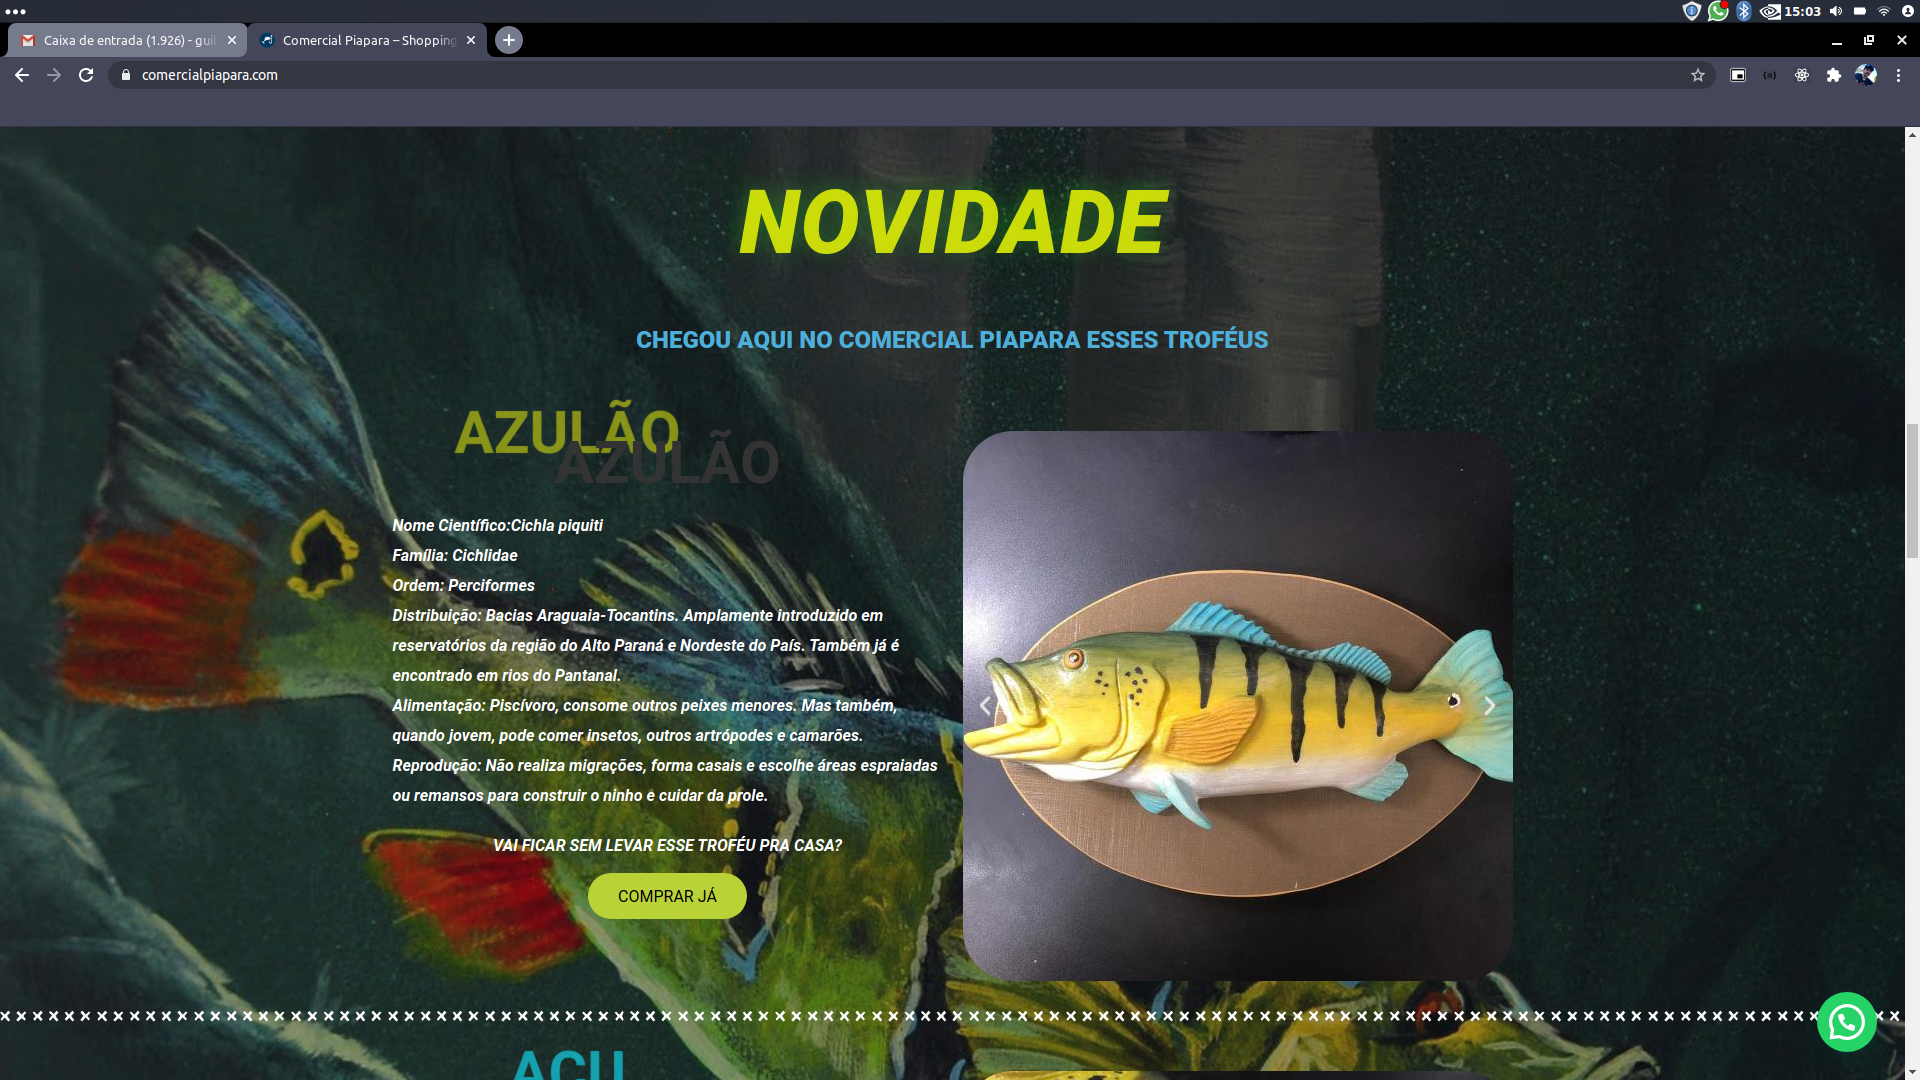 15:03
Caixa de entrada (1.926) - guil
Comercial Piapara – Shopping
comercialpiapara.com
NOVIDADE
CHEGOU AQUI NO COMERCIAL PIAPARA ESSES TROFÉUS
AZULÃO
AZULÃO
Nome Científico:Cichla piquiti
Família: Cichlidae
Ordem: Perciformes
Distribuição: Bacias Araguaia-Tocantins. Amplamente introduzido em
reservatórios da região do Alto Paraná e Nordeste do País. Também já é
encontrado em rios do Pantanal.
Alimentação: Piscívoro, consome outros peixes menores. Mas também,
quando jovem, pode comer insetos, outros artrópodes e camarões.
Reprodução: Não realiza migrações, forma casais e escolhe áreas espraiadas
ou remansos para construir o ninho e cuidar da prole.
VAI FICAR SEM LEVAR ESSE TROFÉU PRA CASA?
COMPRAR JÁ
AÇU